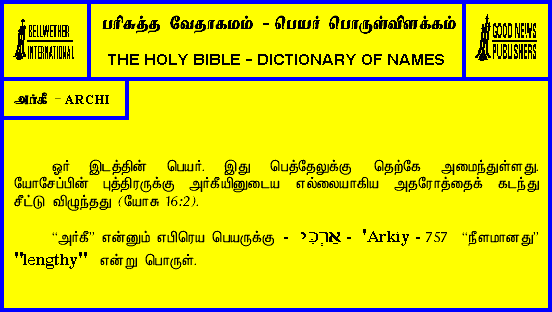 BELLWETHER
INTERNATIONAL
பரிசுத்த வேதாகமம் - பெயர் பொருள்விளக்கம்
THE HOLY BIBLE - DICTIONARY OF NAMES
GOOD NEWS
PUBLISHERS
அர்கீ - ARCHI
ஓர் இடத்தின் பெயர். இது பெத்தேலுக்கு தெற்கே அமைந்துள்ளது.
யோசேப்பின் புத்திரருக்கு அர்கீயினுடைய எல்லையாகிய அதரோத்தைக் கடந்து
சீட்டு விழுந்தது (யோசு 16:2).
“அர்கீ” என்னும் எபிரெய பெயருக்கு - אַרְכִּי - 'Arkiy - 757 “நீளமானது”
"lengthy" என்று பொருள்.